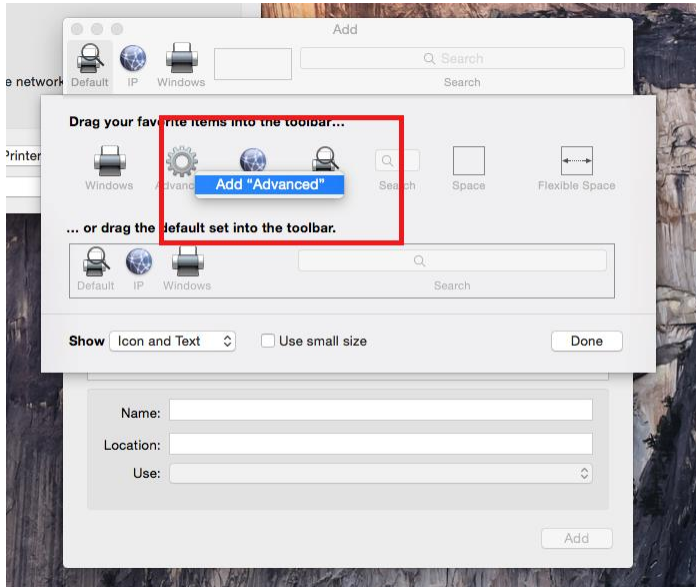 Add
e network
Default IP Windows Search
Search
Drag your favorite items into the toolbar...
Printer
Windows Search Space Flexible Space
Add "Advanced"
... or drag the default set into the toolbar.
Default IP Windows Search
Show Icon and Text Use small size Done
Name:
Location:
Use:
Add